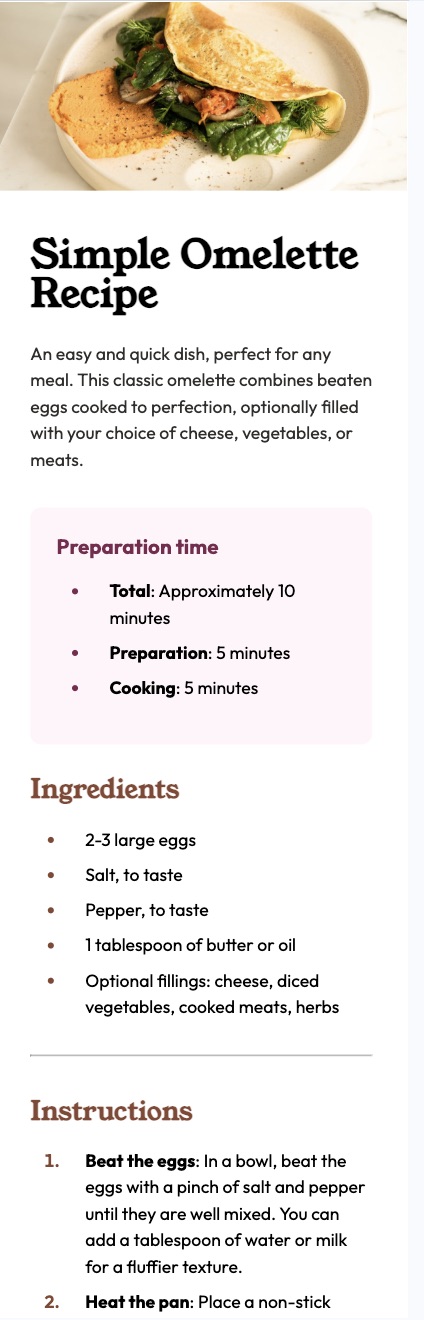 Simple Omelette
Recipe
An easy and quick dish, perfect for any
meal. This classic omelette combines beaten
eggs cooked to perfection, optionally filled
with your choice of cheese, vegetables, or
meats.
Preparation time
• Total: Approximately 10
minutes
• Preparation: 5 minutes
• Cooking: 5 minutes
Ingredients
• 2-3 large eggs
• Salt, to taste
• Pepper, to taste
• 1 tablespoon of butter or oil
• Optional fillings: cheese, diced
vegetables, cooked meats, herbs
Instructions
1. Beat the eggs: In a bowl, beat the
eggs with a pinch of salt and pepper
until they are well mixed. You can
add a tablespoon of water or milk
for a fluffier texture.
2. Heat the pan: Place a non-stick